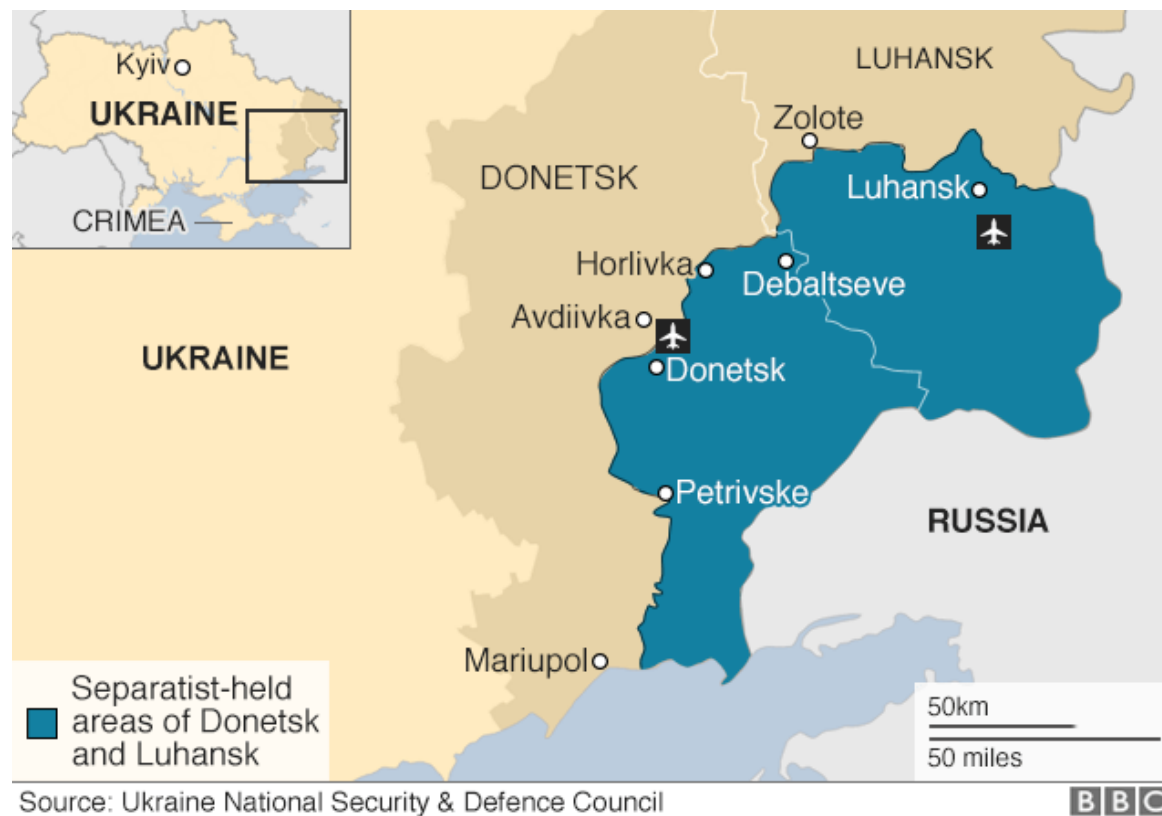 Kyiv
UKRAINE
CRIMEA
LUHANSK
Zolote
DONETSK
Luhansk
Horlivka
Debaltseve
Avdiivka
UKRAINE
Donetsk
Petrivske
RUSSIA
Mariupol
Separatist-held
areas of Donetsk
and Luhansk
50km
50 miles
Source: Ukraine National Security & Defence Council
BBC